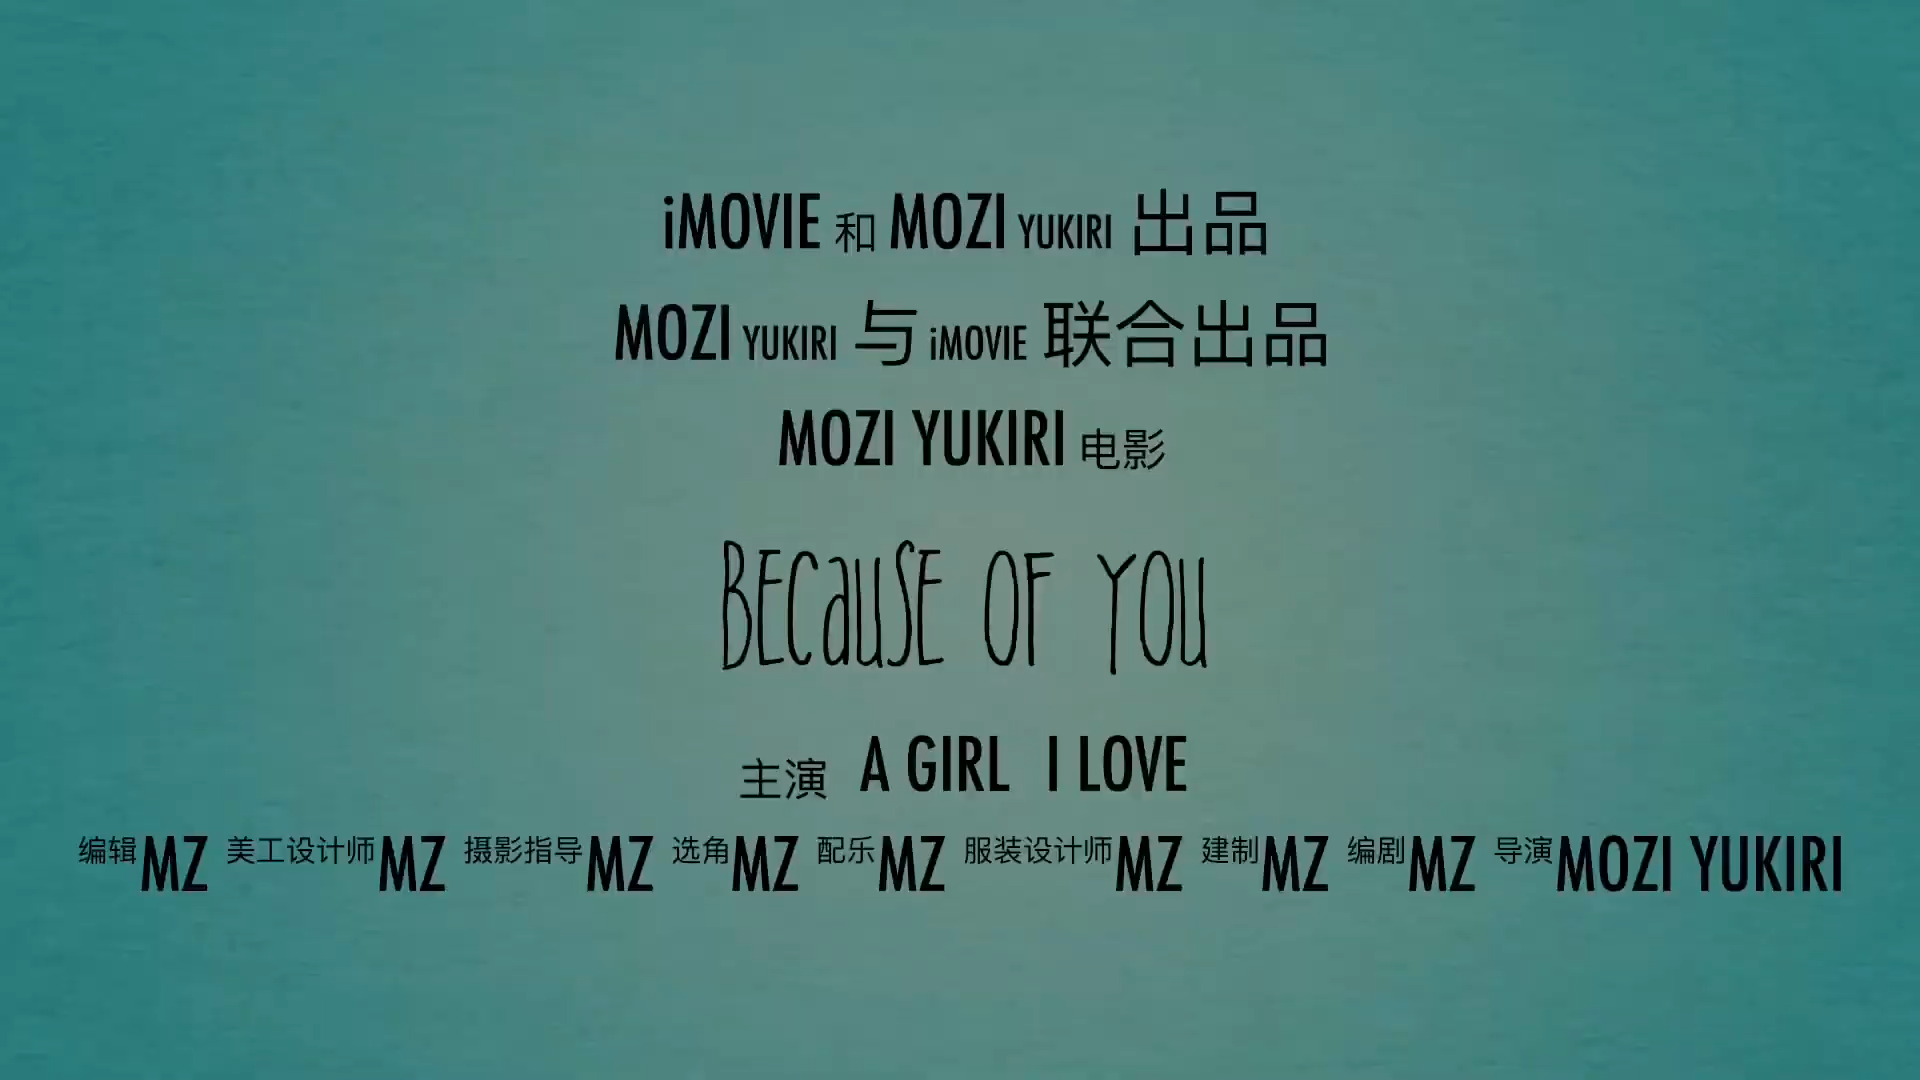 iMOVIE 和 MOZI YUKIRI 出品
MOZI YUKIRI 与 iMOVIE 联合出品
MOZI YUKIRI 电影
BECauSE OF YOU
主演 A GIRL I LOVE
编辑MZ 美工设计师MZ 摄影指导MZ 选角MZ 配乐MZ 服装设计师MZ 建制MZ 编剧MZ 导演MOZI YUKIRI